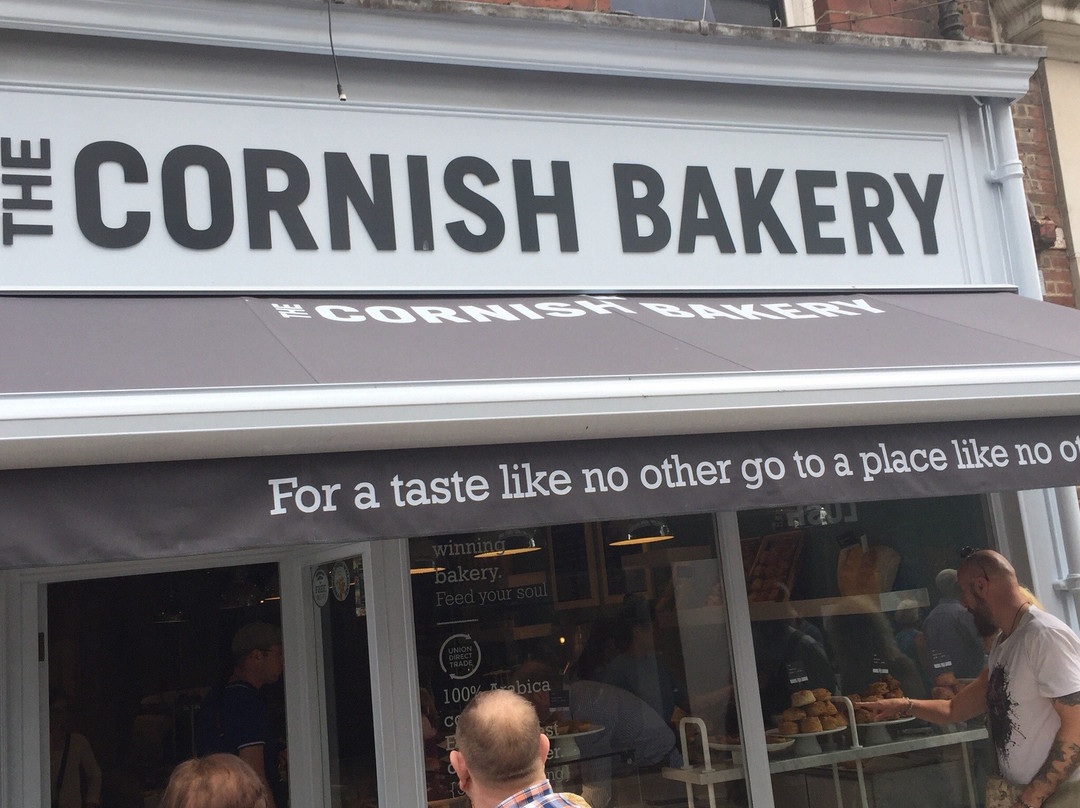 THE CORNISH BAKERY
THE CORNISH BAKERY
For a taste like no other go to a place like no ot
winning
bakery.
Feed your soul
UNION
DIRECT
TRADE
100% Arabica